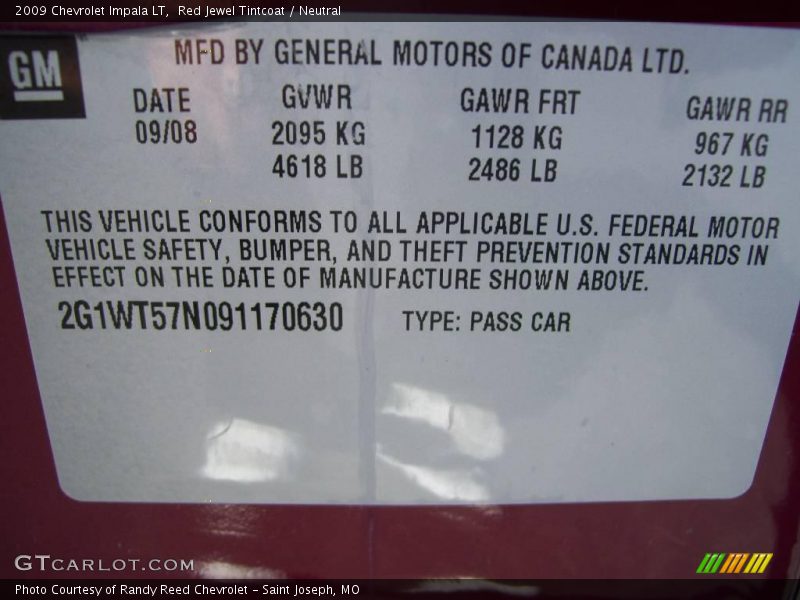 2009 Chevrolet Impala LT,  Red Jewel Tintcoat / Neutral
GM
MFD BY GENERAL MOTORS OF CANADA LTD.
DATE GVWR GAWR FRT GAWR RR
09/08 2095 KG 1128 KG 967 KG
4618 LB 2486 LB 2132 LB
THIS VEHICLE CONFORMS TO ALL APPLICABLE U.S. FEDERAL MOTOR
VEHICLE SAFETY, BUMPER, AND THEFT PREVENTION STANDARDS IN
EFFECT ON THE DATE OF MANUFACTURE SHOWN ABOVE.
2G1WT57N091170630 TYPE: PASS CAR
GTCARLOT.COM
Photo Courtesy of Randy Reed Chevrolet – Saint Joseph, MO